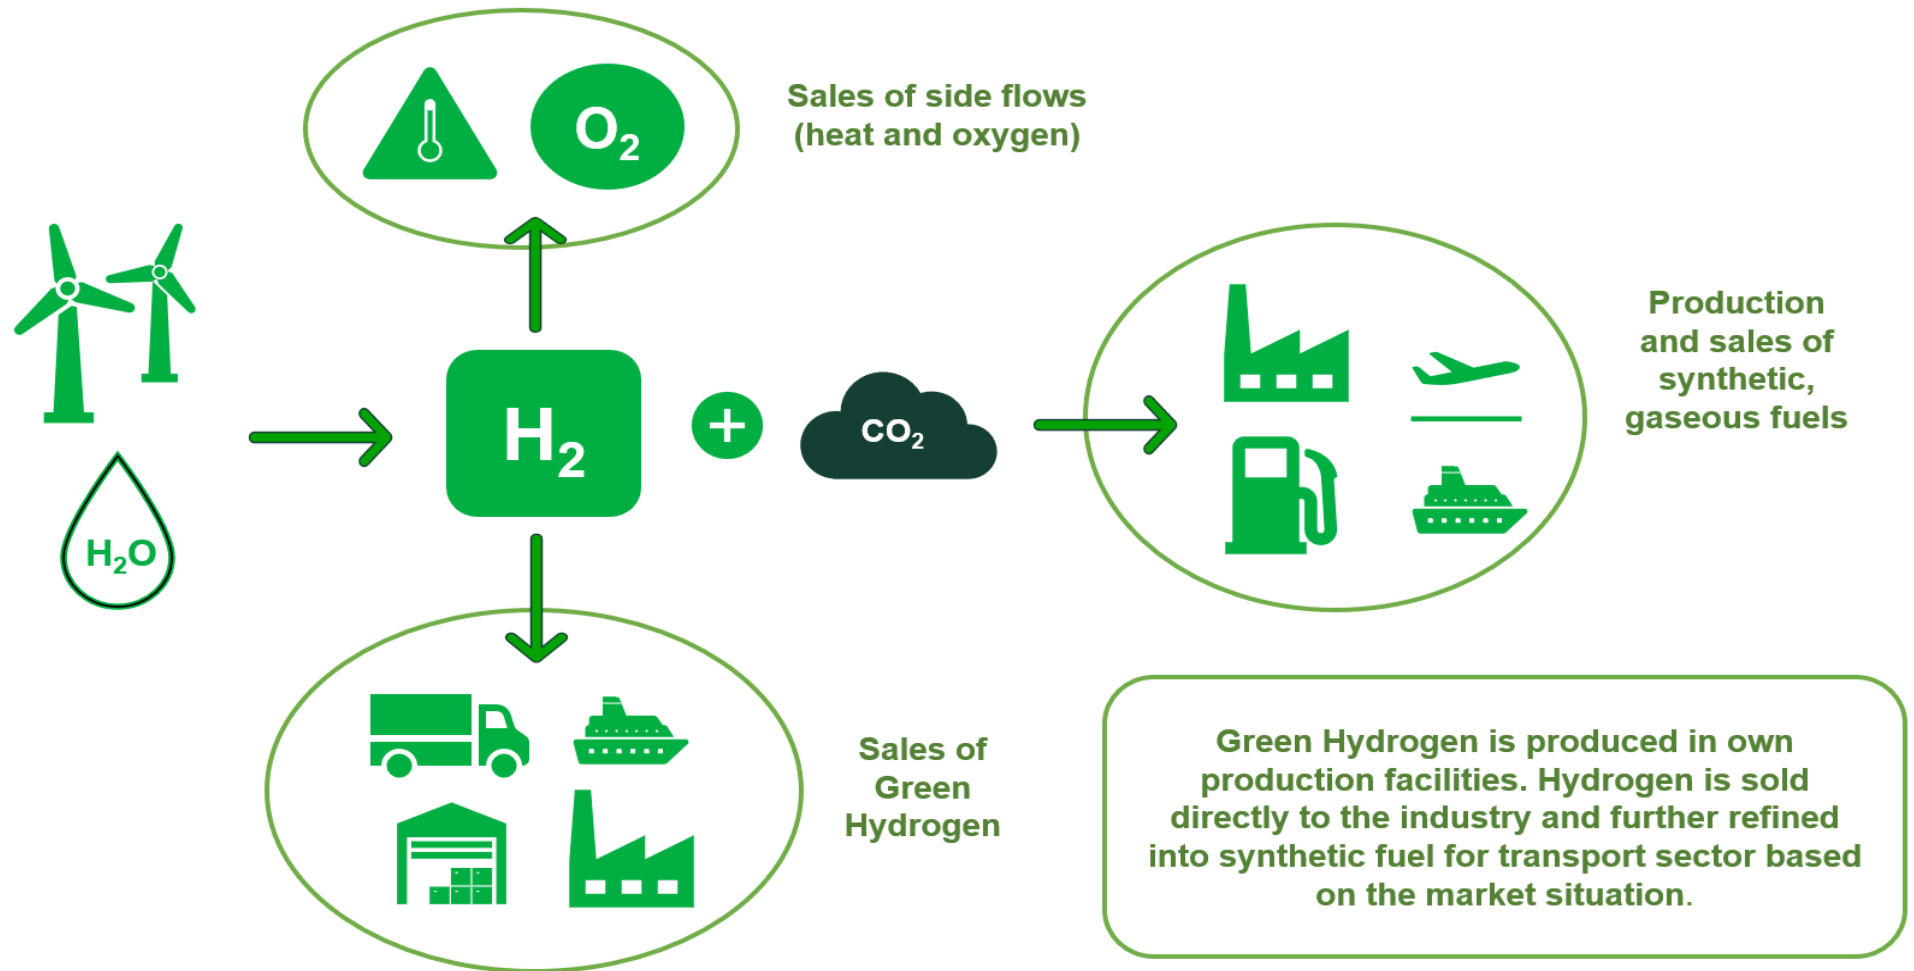 O₂
Sales of side flows
(heat and oxygen)
H₂O
H₂
+
CO₂
Production
and sales of
synthetic,
gaseous fuels
Sales of
Green
Hydrogen
Green Hydrogen is produced in own
production facilities. Hydrogen is sold
directly to the industry and further refined
into synthetic fuel for transport sector based
on the market situation.